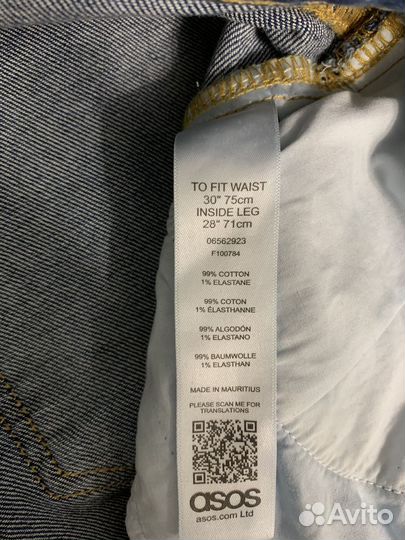 TO FIT WAIST
30" 75cm
INSIDE LEG
28" 71cm
06562923
F100784
99% COTTON
1% ELASTANE
99% COTON
1% ÉLASTHANNE
99% ALGODÓN
1% ELASTANO
99% BAUMWOLLE
1% ELASTHAN
MADE IN MAURITIUS
PLEASE SCAN ME FOR
TRANSLATIONS
asos
asos.com Ltd
Avito